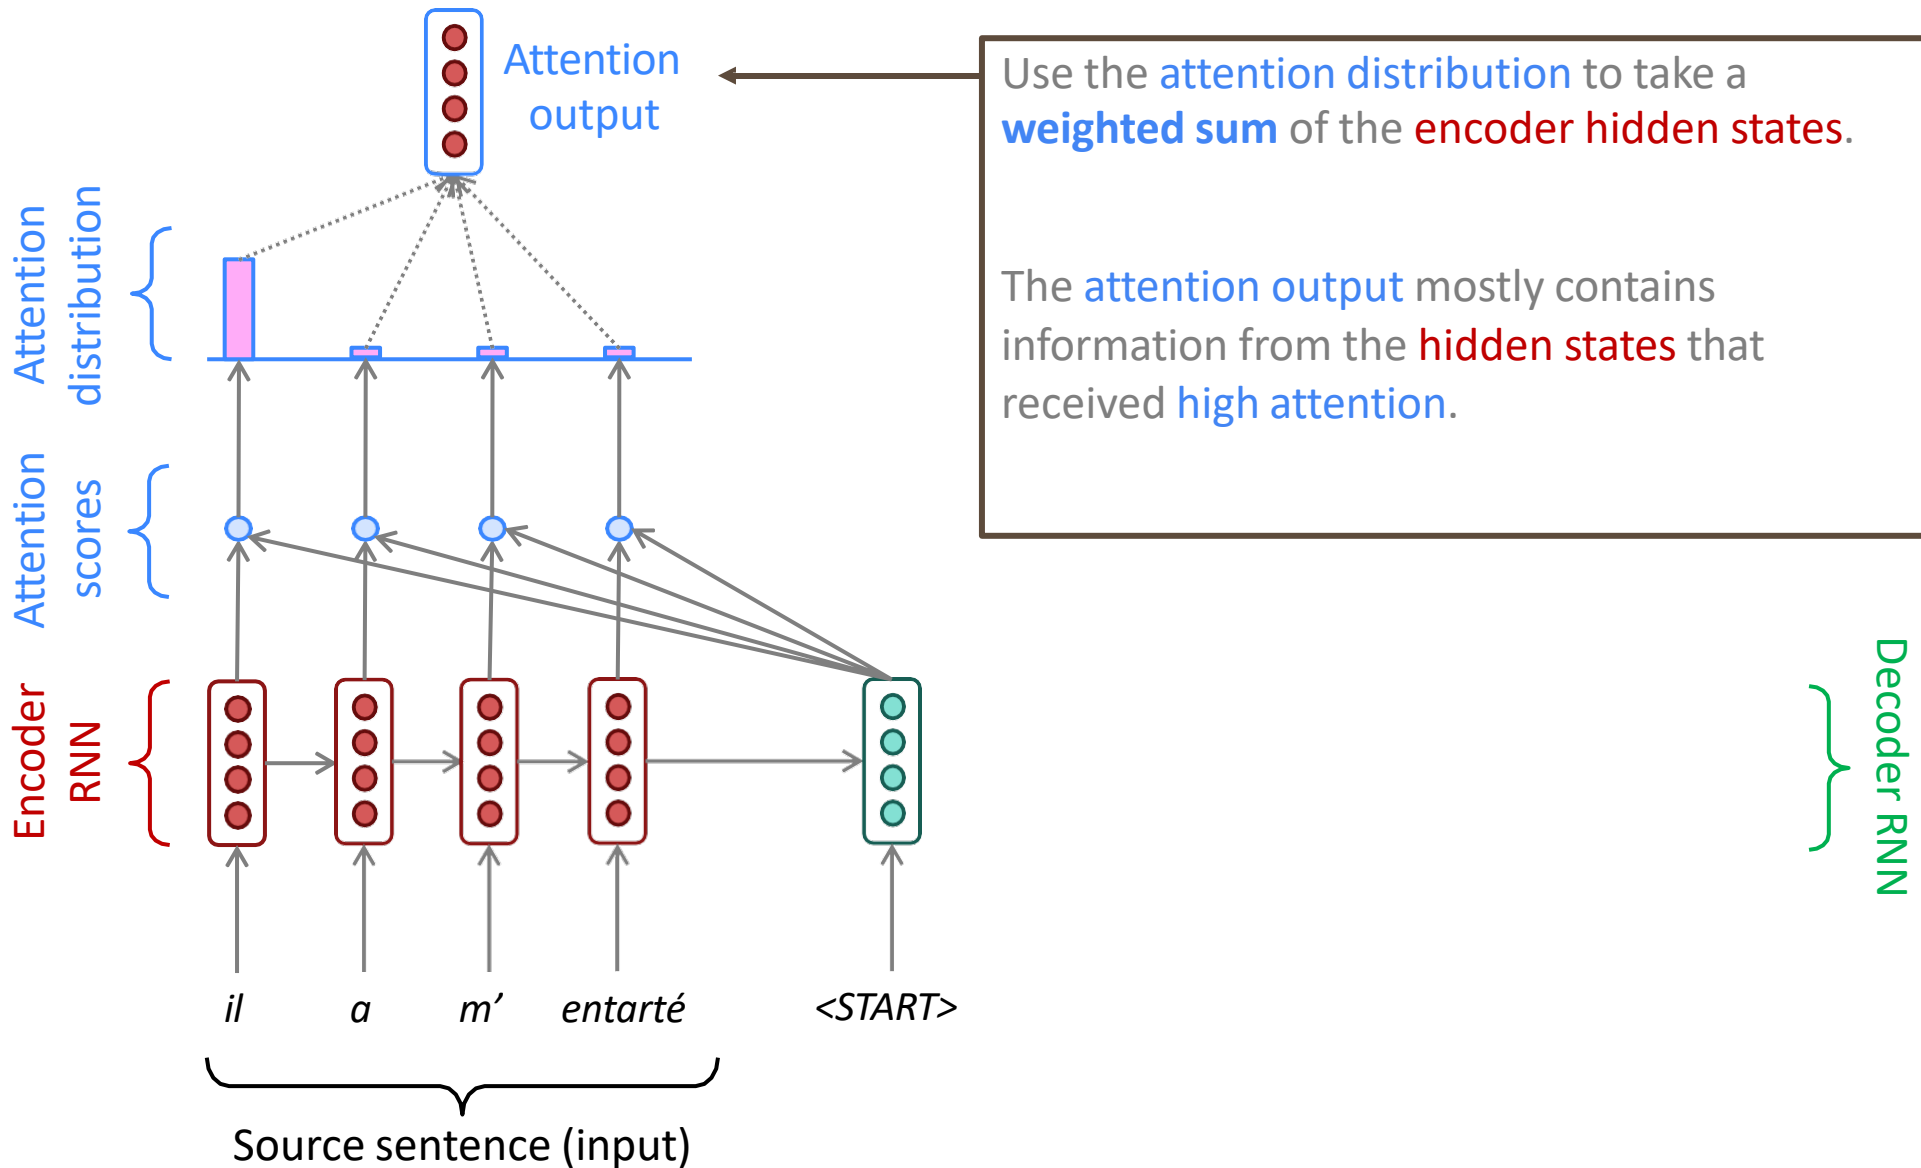 Attention
output
Use the attention distribution to take a
weighted sum of the encoder hidden states.
The attention output mostly contains
information from the hidden states that
received high attention.
Attention
distribution
Attention
scores
Encoder
RNN
Decoder RNN
il a m’ entarté <START>
Source sentence (input)